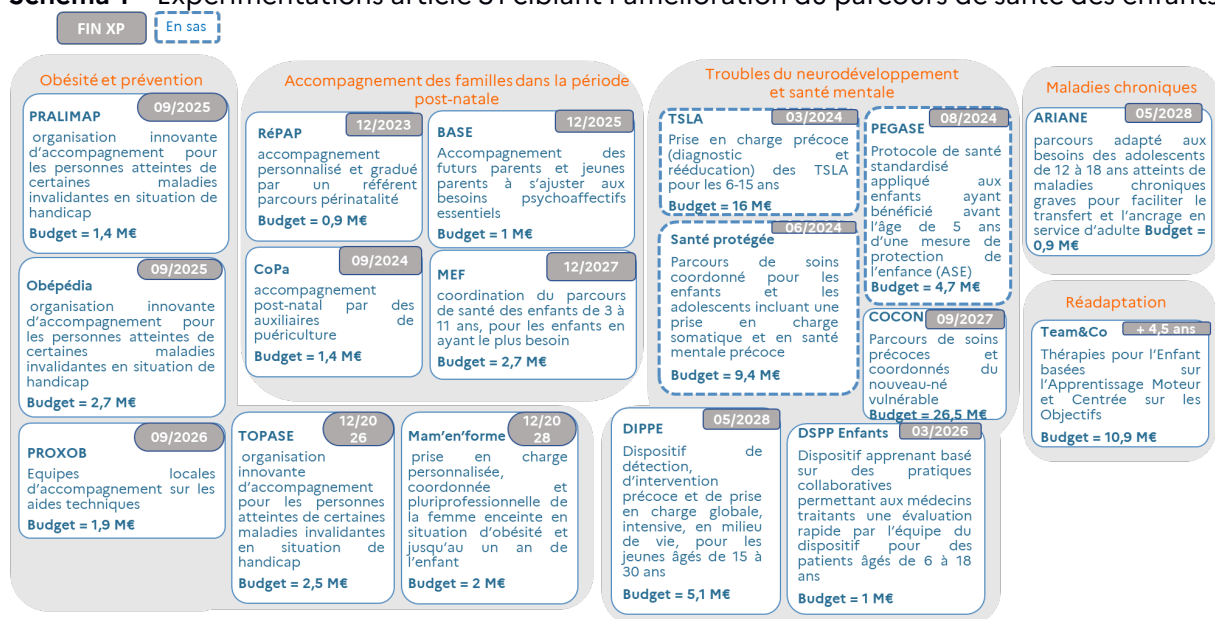 FIN XP
En sas
Obésité et prévention
PRALIMAP
09/2025
organisation innovante
d’accompagnement pour
les personnes atteintes de
certaines maladies
invalidantes en situation de
handicap
Budget = 1,4 M€
09/2025
Obépédia
organisation innovante
d’accompagnement pour
les personnes atteintes de
certaines maladies
invalidantes en situation de
handicap
Budget = 2,7 M€
09/2026
PROXOB
Equipes locales
d’accompagnement sur les
aides techniques
Budget = 1,9 M€
12/20
26
TOPASE
organisation
innovante
d’accompagnement
pour les personnes
atteintes de certaines
maladies invalidantes
en situation de
handicap
Budget = 2,5 M€
12/20
28
Mam’en’forme
prise en charge
personnalisée,
coordonnée et
pluriprofessionnelle de
la femme enceinte en
situation d’obésité et
jusqu’au un an de
l’enfant
Budget = 2 M€
Accompagnement des familles dans la période
post-natale
RéPAP
12/2023
accompagnement
personnalisé et gradué
par un référent
parcours périnatalité
Budget = 0,9 M€
BASE
12/2025
Accompagnement des
futurs parents et jeunes
parents à s’ajuster aux
besoins psychoaffectifs
essentiels
Budget = 1 M€
CoPa
09/2024
accompagnement
post-natal par des
auxiliaires de
puériculture
Budget = 1,4 M€
MEF
12/2027
coordination du parcours
de santé des enfants de 3 à
11 ans, pour les enfants en
ayant le plus besoin
Budget = 2,7 M€
Troubles du neurodéveloppement
et santé mentale
TSLA
03/2024
Prise en charge précoce
(diagnostic et
rééducation) des TSLA
pour les 6-15 ans
Budget = 16 M€
06/2024
Santé protégée
Parcours de soins
coordonné pour les
enfants et les
adolescents incluant une
prise en charge
somatique et en santé
mentale précoce
Budget = 9,4 M€
08/2024
PEGASE
Protocole de santé
standardisé
appliqué aux
enfants ayant
bénéficié avant
l’âge de 5 ans
d’une mesure de
protection de
l’enfance (ASE)
Budget = 4,7 M€
COCON
09/2027
Parcours de soins
précoces et
coordonnés du
nouveau-né
vulnérable
Budget = 26,5 M€
DIPPE
05/2028
Dispositif de
détection,
d’intervention
précoce et de prise
en charge globale,
intensive, en milieu
de vie, pour les
jeunes âgés de 15 à
30 ans
Budget = 5,1 M€
DSPP Enfants
03/2026
Dispositif apprenant basé
sur des pratiques
collaboratives
permettant aux médecins
traitants une évaluation
rapide par l’équipe du
dispositif pour des
patients âgés de 6 à 18
ans
Budget = 1 M€
Maladies chroniques
ARIANE
05/2028
parcours adapté aux
besoins des adolescents
de 12 à 18 ans atteints de
maladies chroniques
graves pour faciliter le
transfert et l’ancrage en
service d’adulte Budget =
0,9 M€
Réadaptation
Team&Co
+ 4,5 ans
Thérapies pour l’Enfant
basées sur
l’Apprentissage Moteur
et Centrée sur les
Objectifs
Budget = 10,9 M€